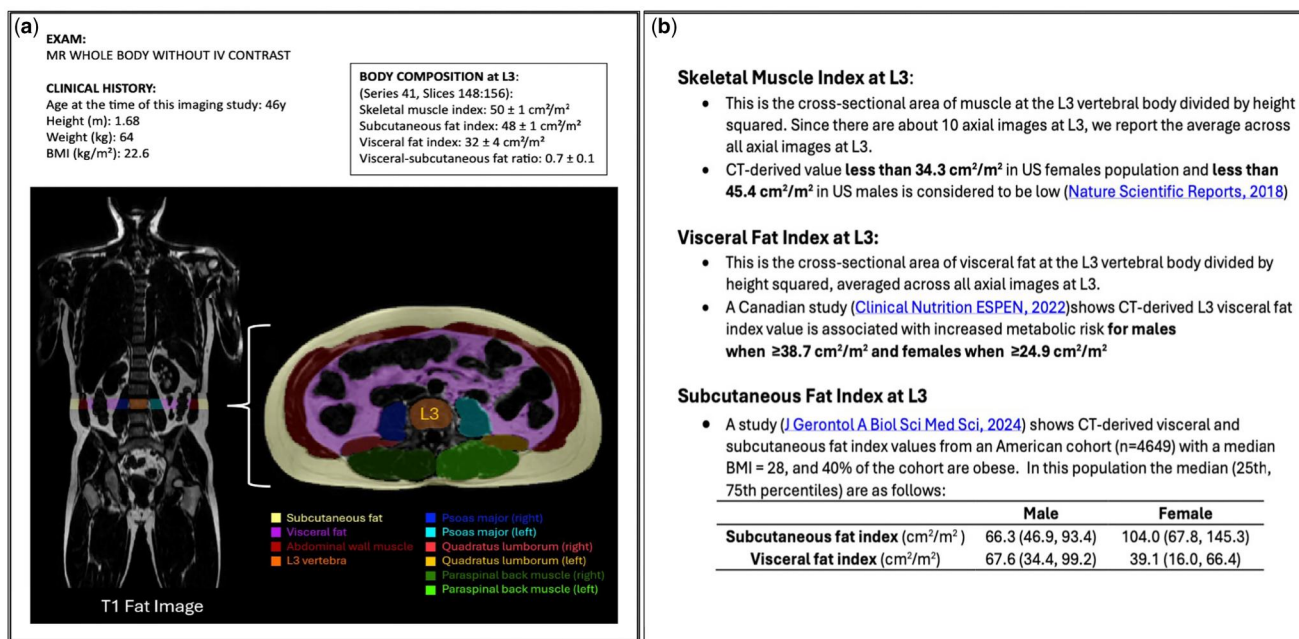 (a)
EXAM:
MR WHOLE BODY WITHOUT IV CONTRAST
CLINICAL HISTORY:
Age at the time of this imaging study: 46y
Height (m): 1.68
Weight (kg): 64
BMI (kg/m²): 22.6
BODY COMPOSITION at L3:
(Series 41, Slices 148:156):
Skeletal muscle index: 50 ± 1 cm²/m²
Subcutaneous fat index: 48 ± 1 cm²/m²
Visceral fat index: 32 ± 4 cm²/m²
Visceral-subcutaneous fat ratio: 0.7 ± 0.1
L3
Subcutaneous fat
Visceral fat
Abdominal wall muscle
L3 vertebra
Psoas major (right)
Psoas major (left)
Quadratus lumborum (right)
Quadratus lumborum (left)
Paraspinal back muscle (right)
Paraspinal back muscle (left)
T1 Fat Image
(b)
Skeletal Muscle Index at L3:
• This is the cross-sectional area of muscle at the L3 vertebral body divided by height
squared. Since there are about 10 axial images at L3, we report the average across
all axial images at L3.
• CT-derived value less than 34.3 cm²/m² in US females population and less than
45.4 cm²/m² in US males is considered to be low (Nature Scientific Reports, 2018)
Visceral Fat Index at L3:
• This is the cross-sectional area of visceral fat at the L3 vertebral body divided by
height squared, averaged across all axial images at L3.
• A Canadian study (Clinical Nutrition ESPEN, 2022)shows CT-derived L3 visceral fat
index value is associated with increased metabolic risk for males
when ≥38.7 cm²/m² and females when ≥24.9 cm²/m²
Subcutaneous Fat Index at L3
• A study (J Gerontol A Biol Sci Med Sci, 2024) shows CT-derived visceral and
subcutaneous fat index values from an American cohort (n=4649) with a median
BMI = 28, and 40% of the cohort are obese. In this population the median (25th,
75th percentiles) are as follows:
Male Female
Subcutaneous fat index (cm²/m² ) 66.3 (46.9, 93.4) 104.0 (67.8, 145.3)
Visceral fat index (cm²/m²) 67.6 (34.4, 99.2) 39.1 (16.0, 66.4)